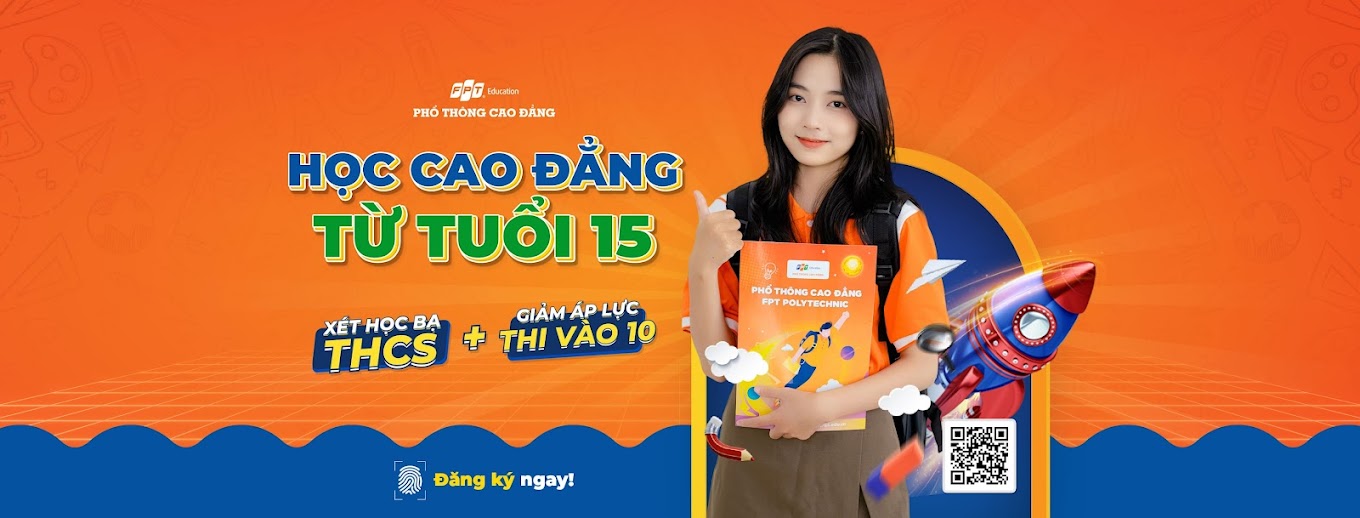 FPT Education
PHỔ THÔNG CAO ĐẲNG
HỌC CAO ĐẲNG
TỪ TUỔI 15
XÉT HỌC BẠ
THCS
+
GIẢM ÁP LỰC
THI VÀO 10
PHỔ THÔNG CAO ĐẲNG
FPT POLYTECHNIC
Đăng ký ngay!